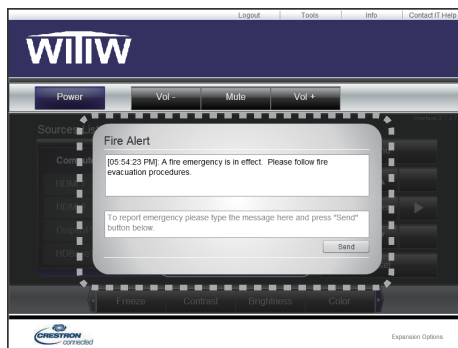 Logout Tools Info Contact IT Help
WITIW
Power Vol - Mute Vol +
Sources List
Fire Alert
[05:54:23 PM]: A fire emergency is in effect. Please follow fire
evacuation procedures.
To report emergency please type the message here and press "Send"
button below.
Send
Freeze Contrast Brightness Color
CRESTRON
connected
Expansion Options